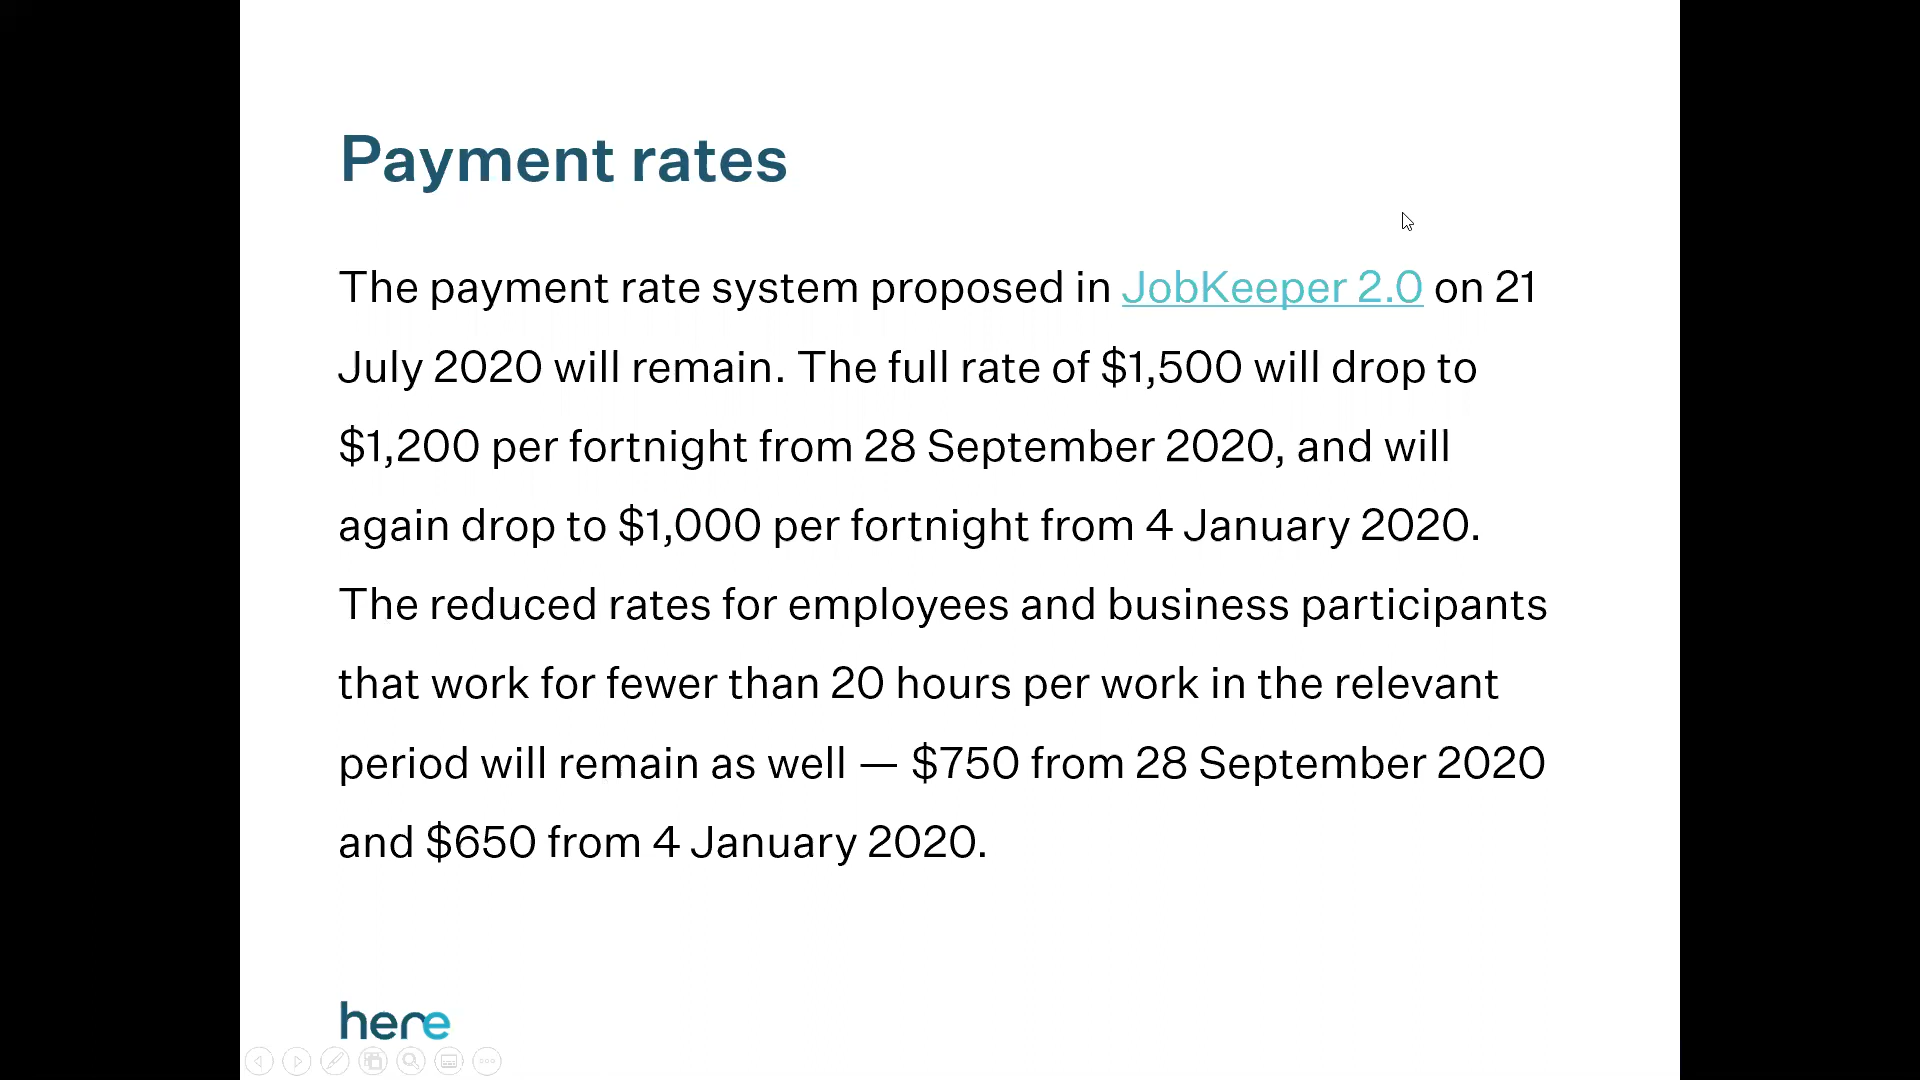 Payment rates
The payment rate system proposed in JobKeeper 2.0 on 21
July 2020 will remain. The full rate of $1,500 will drop to
$1,200 per fortnight from 28 September 2020, and will
again drop to $1,000 per fortnight from 4 January 2020.
The reduced rates for employees and business participants
that work for fewer than 20 hours per work in the relevant
period will remain as well — $750 from 28 September 2020
and $650 from 4 January 2020.
here